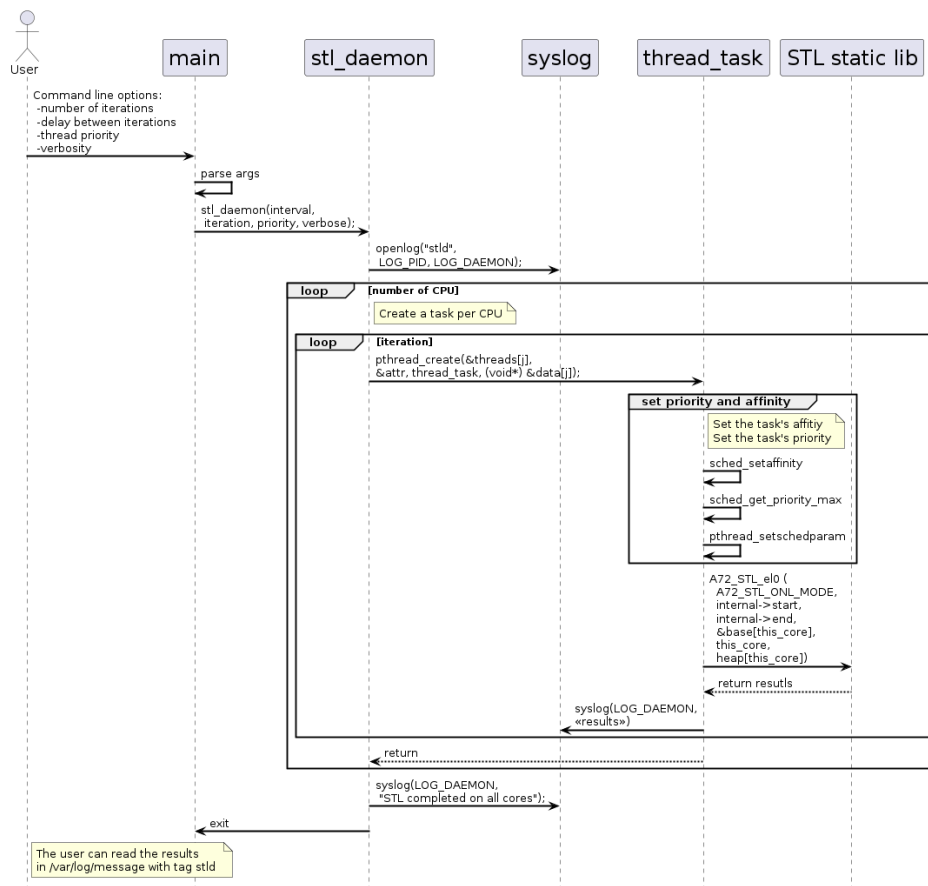 User
main
stl_daemon
syslog
thread_task
STL static lib
Command line options:
-number of iterations
-delay between iterations
-thread priority
-verbosity
parse args
stl_daemon(interval,
iteration, priority, verbose);
openlog("stld",
LOG_PID, LOG_DAEMON);
loop [number of CPU]
Create a task per CPU
loop [iteration]
pthread_create(&threads[j],
&attr, thread_task, (void*) &data[j]);
set priority and affinity
Set the task's affitiy
Set the task's priority
sched_setaffinity
sched_get_priority_max
pthread_setschedparam
A72_STL_el0 (
A72_STL_ONL_MODE,
internal->start,
internal->end,
&base[this_core],
this_core,
heap[this_core])
return resutls
syslog(LOG_DAEMON,
«results»)
return
syslog(LOG_DAEMON,
"STL completed on all cores");
exit
The user can read the results
in /var/log/message with tag stld